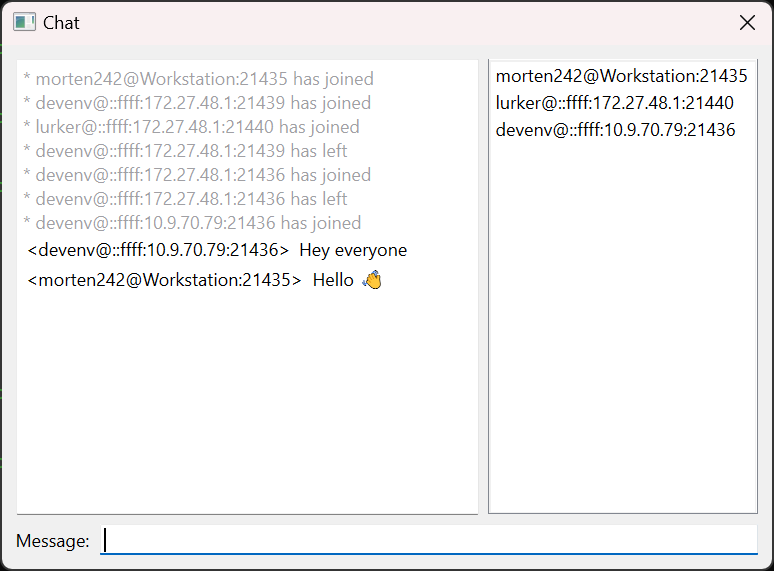 Chat
* morten242@Workstation:21435 has joined
* devenv@::ffff:172.27.48.1:21439 has joined
* lurker@::ffff:172.27.48.1:21440 has joined
* devenv@::ffff:172.27.48.1:21439 has left
* devenv@::ffff:172.27.48.1:21436 has joined
* devenv@::ffff:172.27.48.1:21436 has left
* devenv@::ffff:10.9.70.79:21436 has joined
<devenv@::ffff:10.9.70.79:21436> Hey everyone
<morten242@Workstation:21435> Hello 👋
morten242@Workstation:21435
lurker@::ffff:172.27.48.1:21440
devenv@::ffff:10.9.70.79:21436
Message: